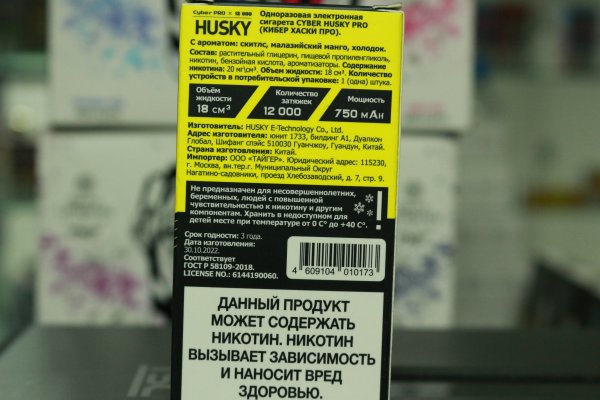 Cyber PRO × 12 000
HUSKY
Одноразовая электронная
сигарета CYBER HUSKY PRO
(КИБЕР ХАСКИ ПРО).
С ароматом: скитлс, малазийский манго, холодок.
Состав: растительный глицерин, пищевой пропиленгликоль,
никотин, бензойная кислота, ароматизаторы. Содержание
никотина: 20 мг\см³. Объем жидкости: 18 см³. Количество
устройств в потребительской упаковке: 1 (одна) штука.
Объём
жидкости
18 см³
Количество
затяжек
12 000
Мощность
750 мАн
Изготовитель: HUSKY E-Technology Co., Ltd.
Адрес изготовителя: юнит 1733, билдинг А1, Дуалкон
Глобал, Шифанг спэйс 510030 Гуанчжоу, Гуандун, Китай.
Страна изготовления: Китай.
Импортер: ООО «ТАЙГЕР». Юридический адрес: 115230,
г. Москва, вн.тер.г. Муниципальный Округ
Нагатино-садовники, проезд Хлебозаводский, д. 7, стр. 9.
Не предназначен для несовершеннолетних,
беременных, людей с повышенной
чувствительностью к никотину и другим
компонентам. Хранить в недоступном для
детей месте при температуре от 0 С° до +40 С°.
Срок годности: 3 года.
Дата изготовления:
30.10.2022.
Соответствует
ГОСТ Р 58109-2018.
LICENSE NO.: 6144190060.
4 609104 010173
ДАННЫЙ ПРОДУКТ
МОЖЕТ СОДЕРЖАТЬ
НИКОТИН. НИКОТИН
ВЫЗЫВАЕТ ЗАВИСИМОСТЬ
И НАНОСИТ ВРЕД
ЗДОРОВЬЮ.